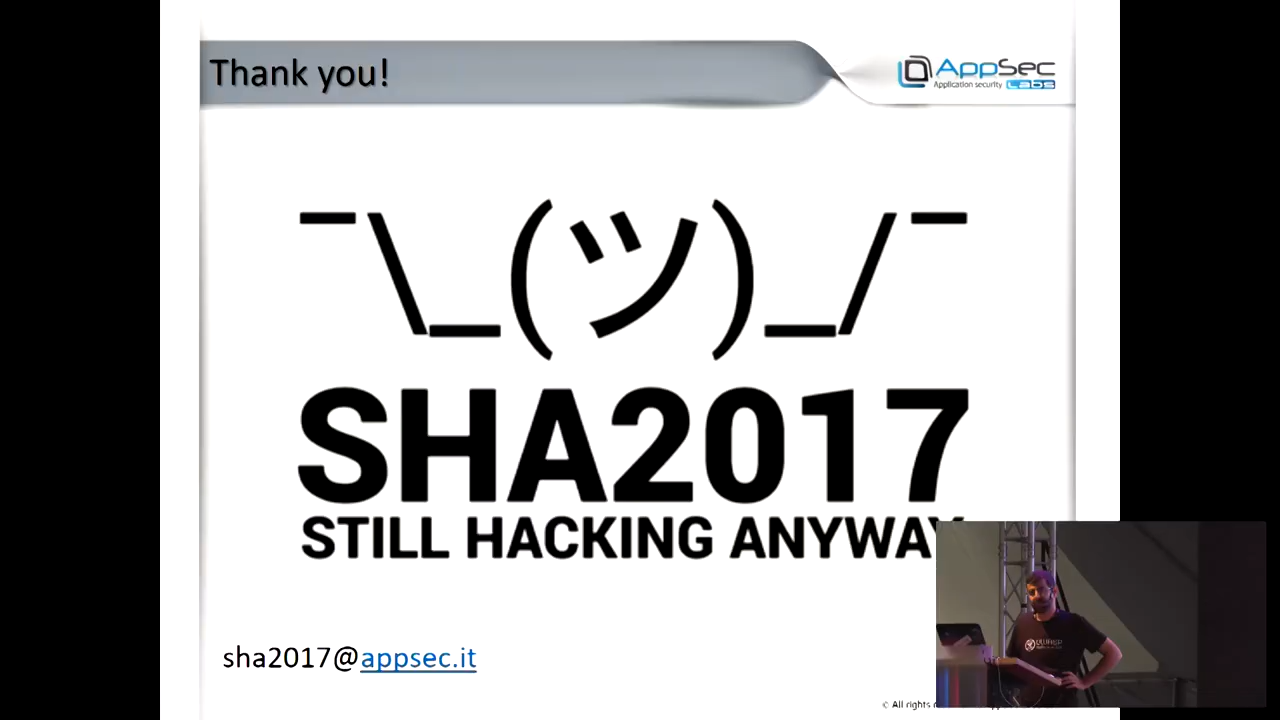 Thank you!
AppSec
Application security Labs
¯\_(ツ)_/¯
SHA2017
STILL HACKING ANYWAY
sha2017@appsec.it
© All rights